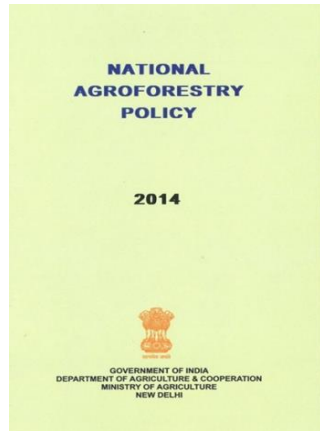 NATIONAL
AGROFORESTRY
POLICY
2014
GOVERNMENT OF INDIA
DEPARTMENT OF AGRICULTURE & COOPERATION
MINISTRY OF AGRICULTURE
NEW DELHI